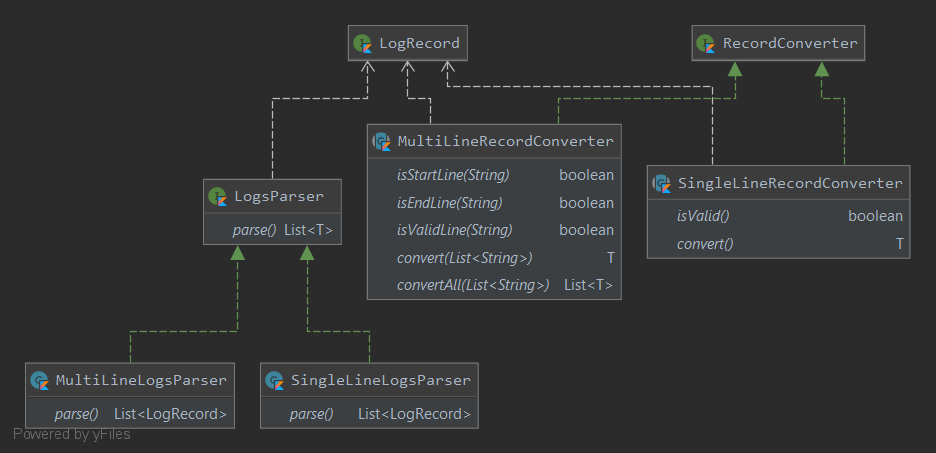 LogRecord
RecordConverter
MultiLineRecordConverter
isStartLine(String) boolean
isEndLine(String) boolean
isValidLine(String) boolean
convert(List<String>) T
convertAll(List<String>) List<T>
SingleLineRecordConverter
isValid() boolean
convert() T
LogsParser
parse() List<T>
MultiLineLogsParser
parse() List<LogRecord>
SingleLineLogsParser
parse() List<LogRecord>
Powered by yFiles